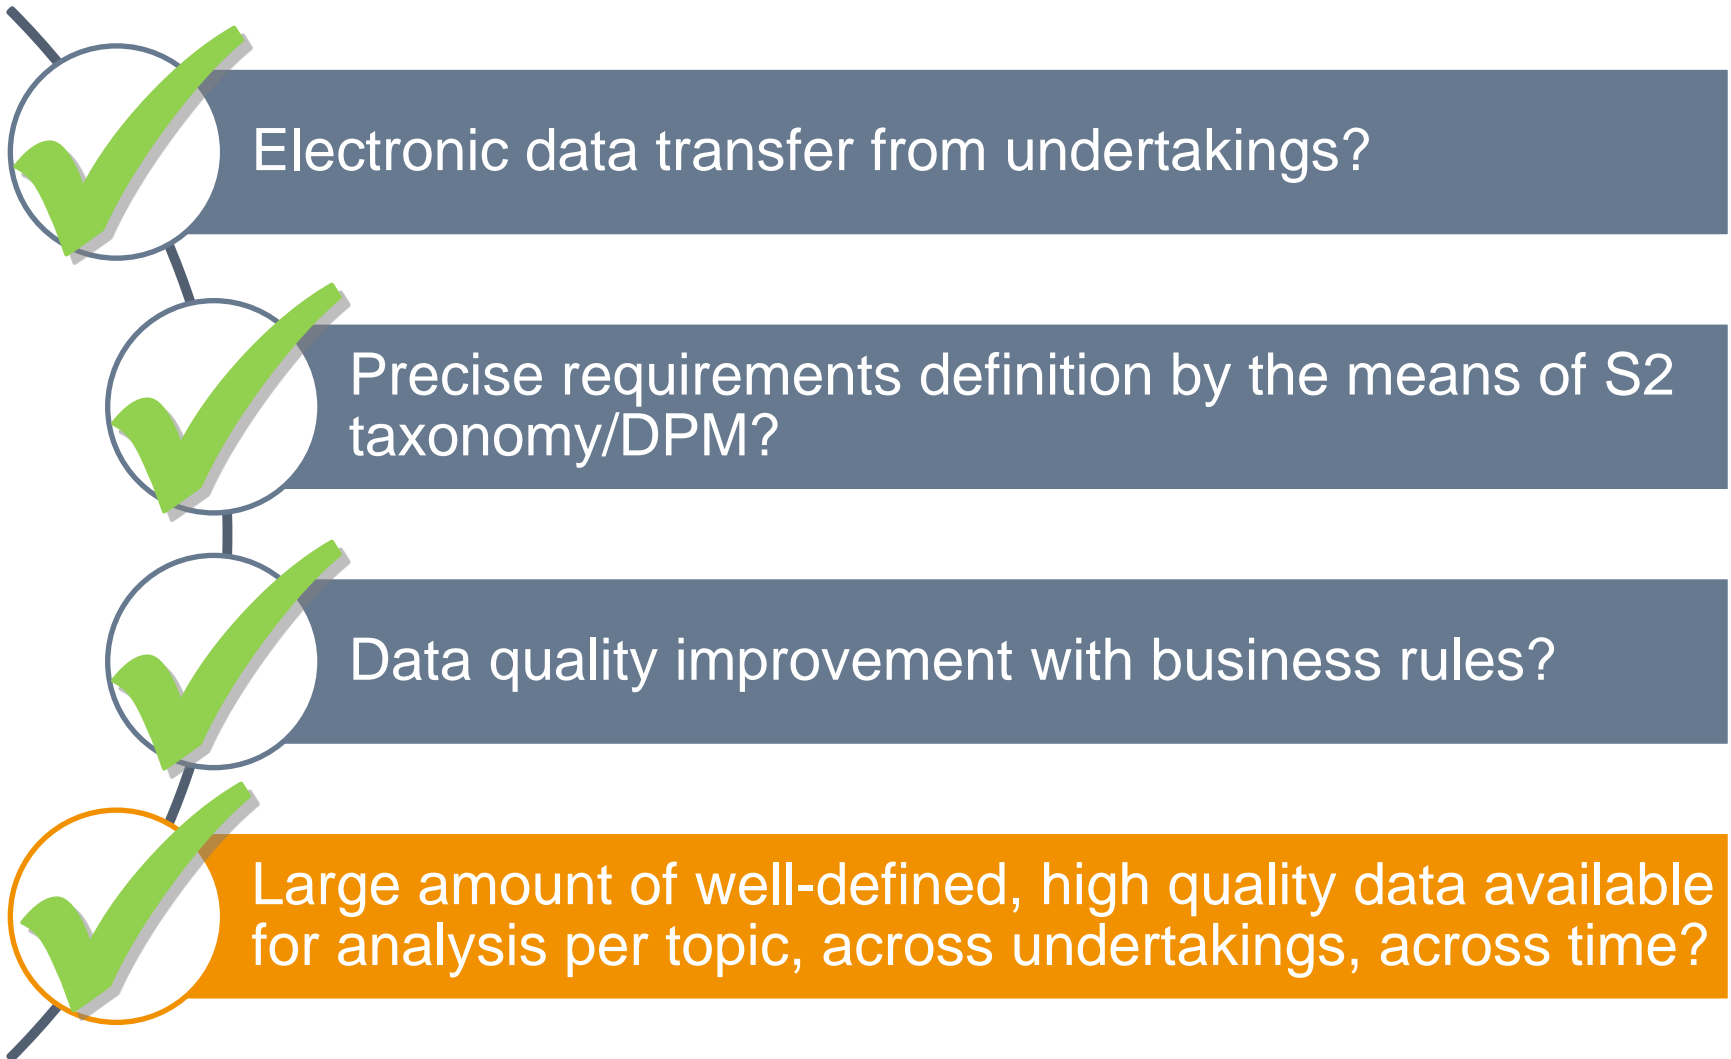 Electronic data transfer from undertakings?
Precise requirements definition by the means of S2
taxonomy/DPM?
Data quality improvement with business rules?
Large amount of well-defined, high quality data available
for analysis per topic, across undertakings, across time?